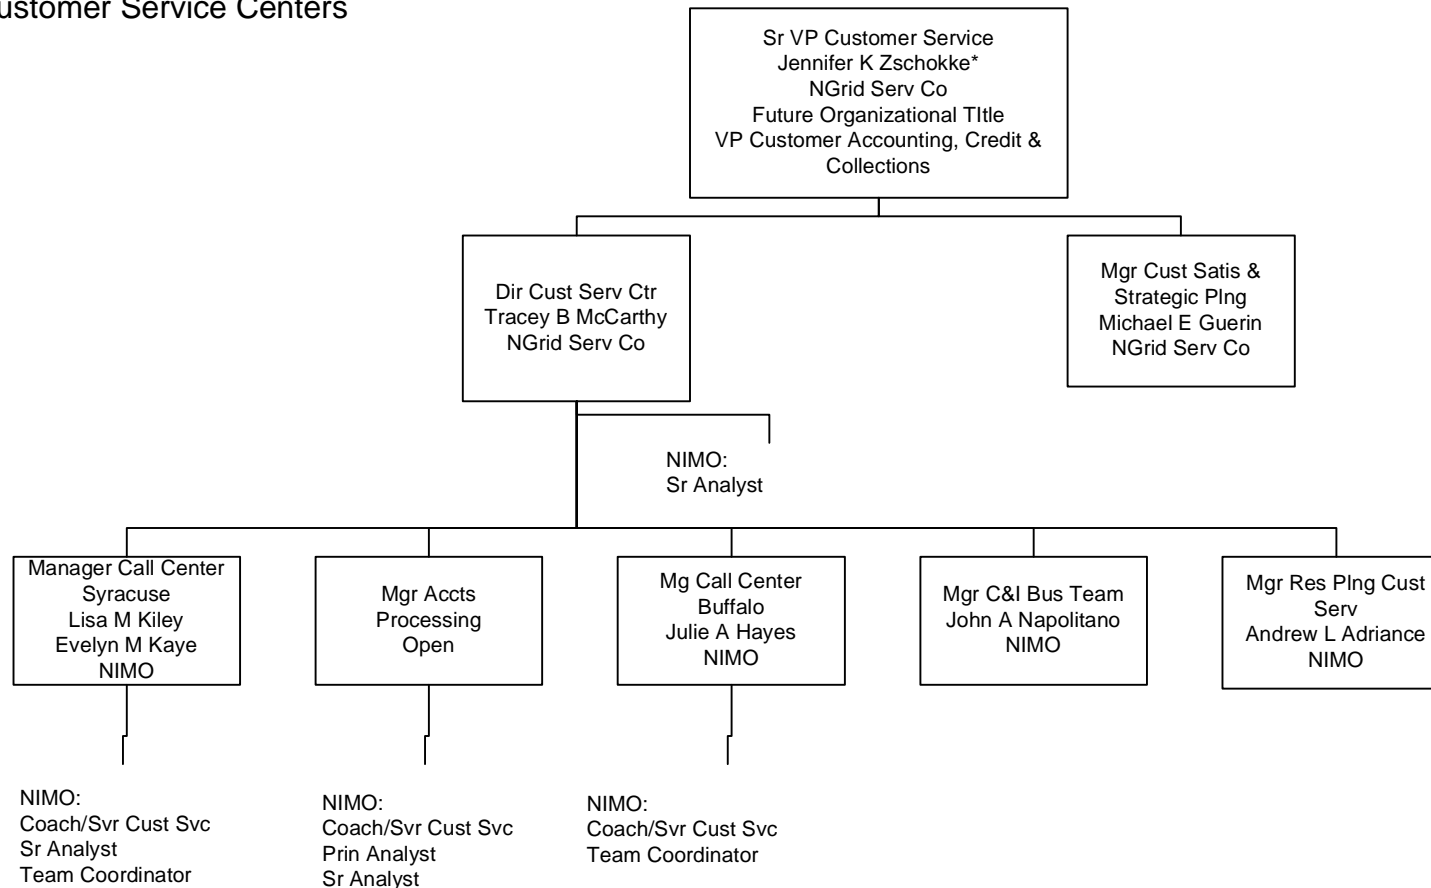 ustomer Service Centers
Sr VP Customer Service
Jennifer K Zschokke*
NGrid Serv Co
Future Organizational TItle
VP Customer Accounting, Credit &
Collections
Dir Cust Serv Ctr
Tracey B McCarthy
NGrid Serv Co
Mgr Cust Satis &
Strategic Plng
Michael E Guerin
NGrid Serv Co
NIMO:
Sr Analyst
Manager Call Center
Syracuse
Lisa M Kiley
Evelyn M Kaye
NIMO
Mgr Accts
Processing
Open
Mg Call Center
Buffalo
Julie A Hayes
NIMO
Mgr C&I Bus Team
John A Napolitano
NIMO
Mgr Res Plng Cust
Serv
Andrew L Adriance
NIMO
NIMO:
Coach/Svr Cust Svc
Sr Analyst
Team Coordinator
NIMO:
Coach/Svr Cust Svc
Prin Analyst
Sr Analyst
NIMO:
Coach/Svr Cust Svc
Team Coordinator